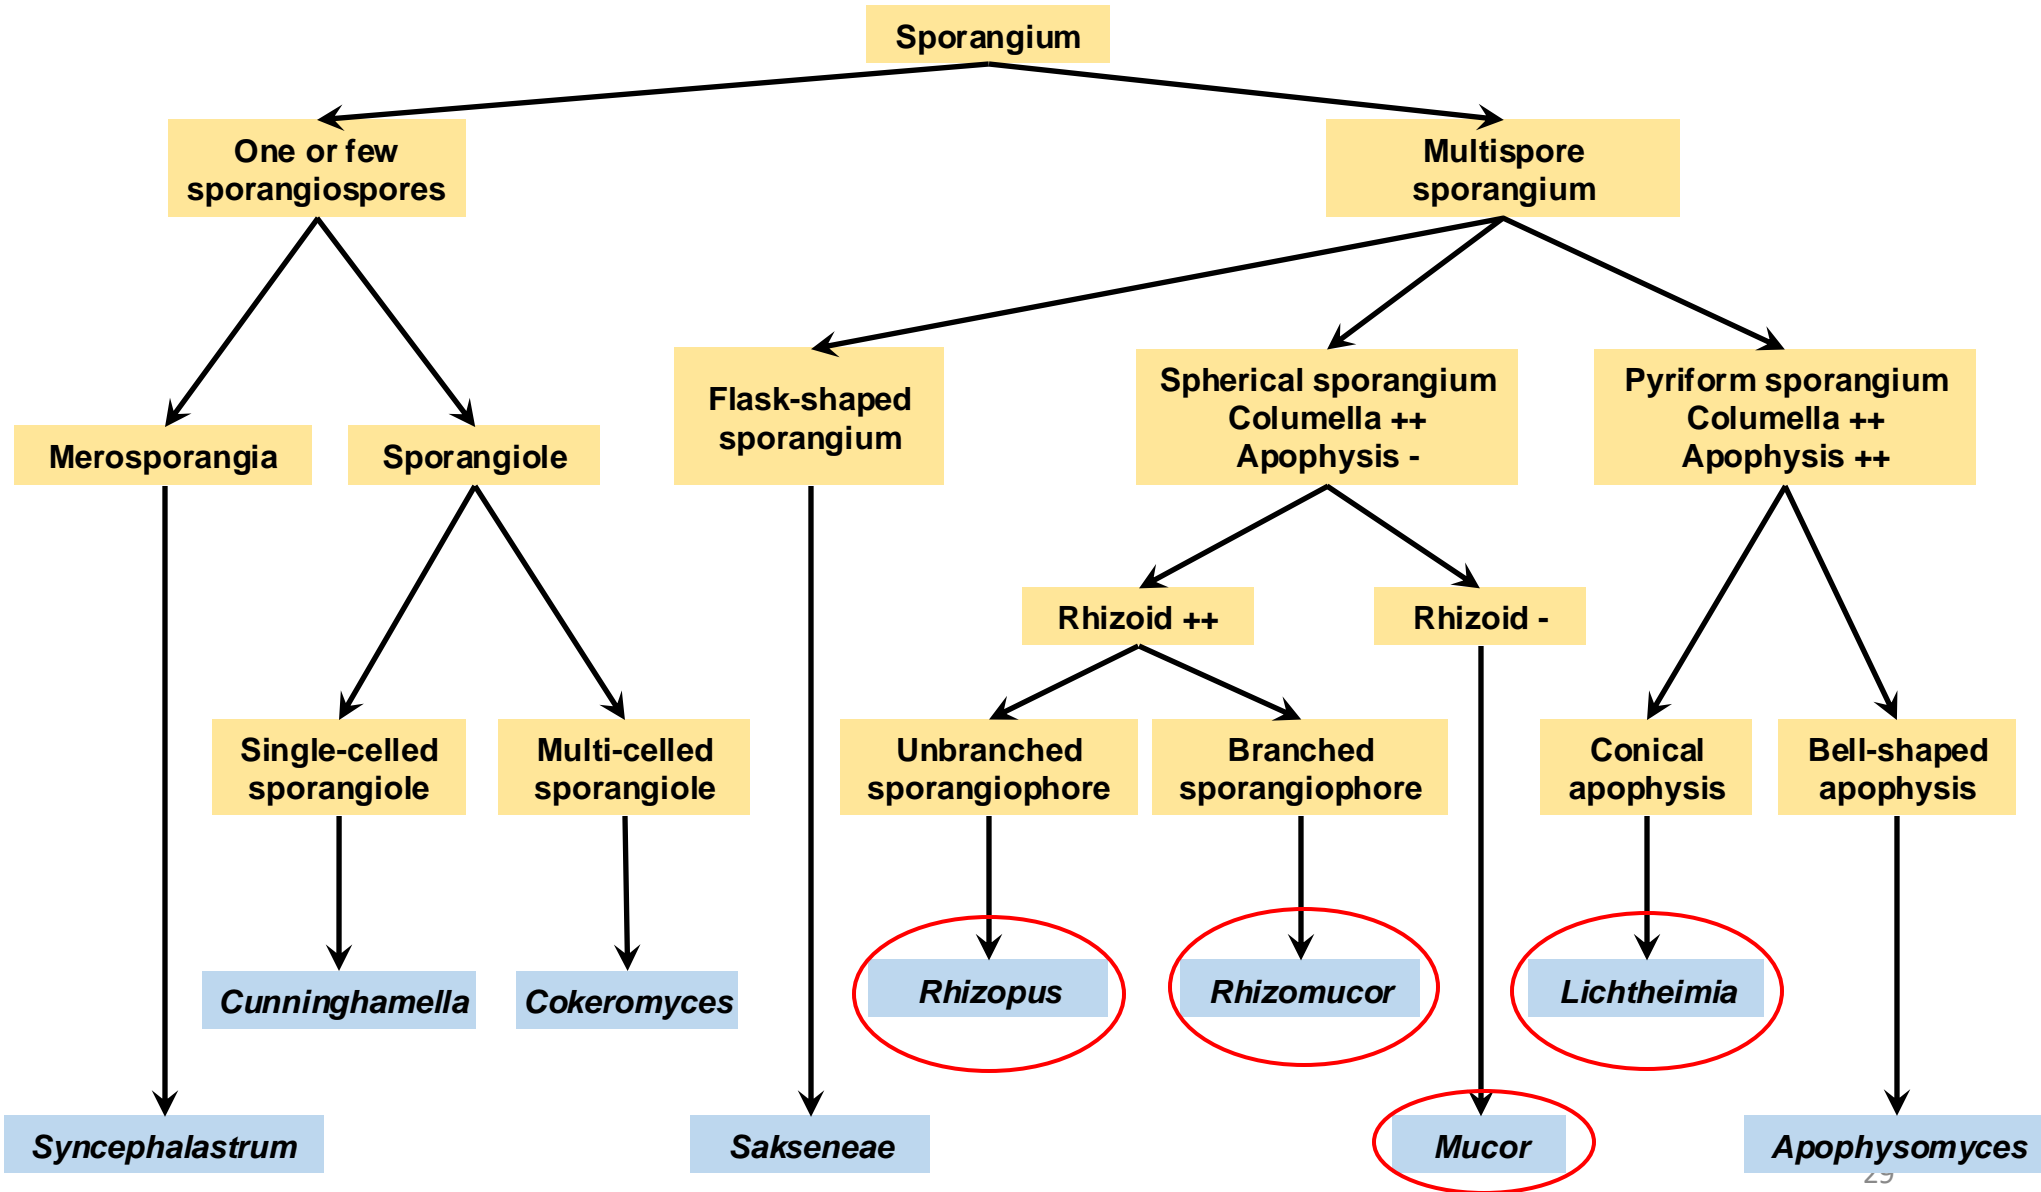 Sporangium
One or few
sporangiospores
Multispore
sporangium
Merosporangia
Sporangiole
Flask-shaped
sporangium
Spherical sporangium
Columella ++
Apophysis -
Pyriform sporangium
Columella ++
Apophysis ++
Rhizoid ++
Rhizoid -
Single-celled
sporangiole
Multi-celled
sporangiole
Unbranched
sporangiophore
Branched
sporangiophore
Conical
apophysis
Bell-shaped
apophysis
Cunninghamella
Cokeromyces
Rhizopus
Rhizomucor
Lichtheimia
Syncephalastrum
Sakseneae
Mucor
Apophysomyces
29